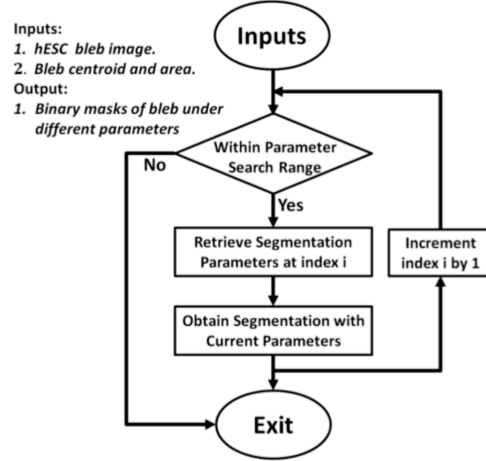 Inputs:
1. hESC bleb image.
2. Bleb centroid and area.
Output:
1. Binary masks of bleb under
different parameters
Inputs
Within Parameter
Search Range
No
Yes
Retrieve Segmentation
Parameters at index i
Increment
index i by 1
Obtain Segmentation with
Current Parameters
Exit